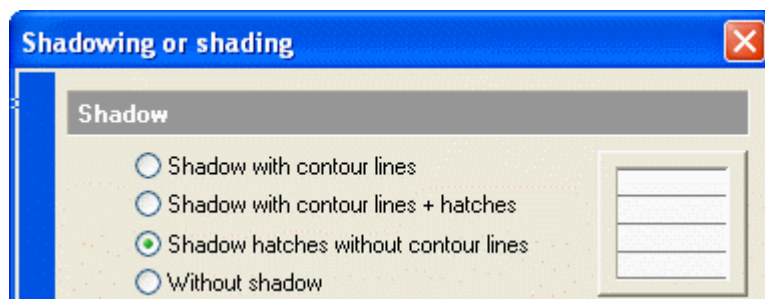 Shadowing or shading
Shadow
Shadow with contour lines
Shadow with contour lines + hatches
Shadow hatches without contour lines
Without shadow